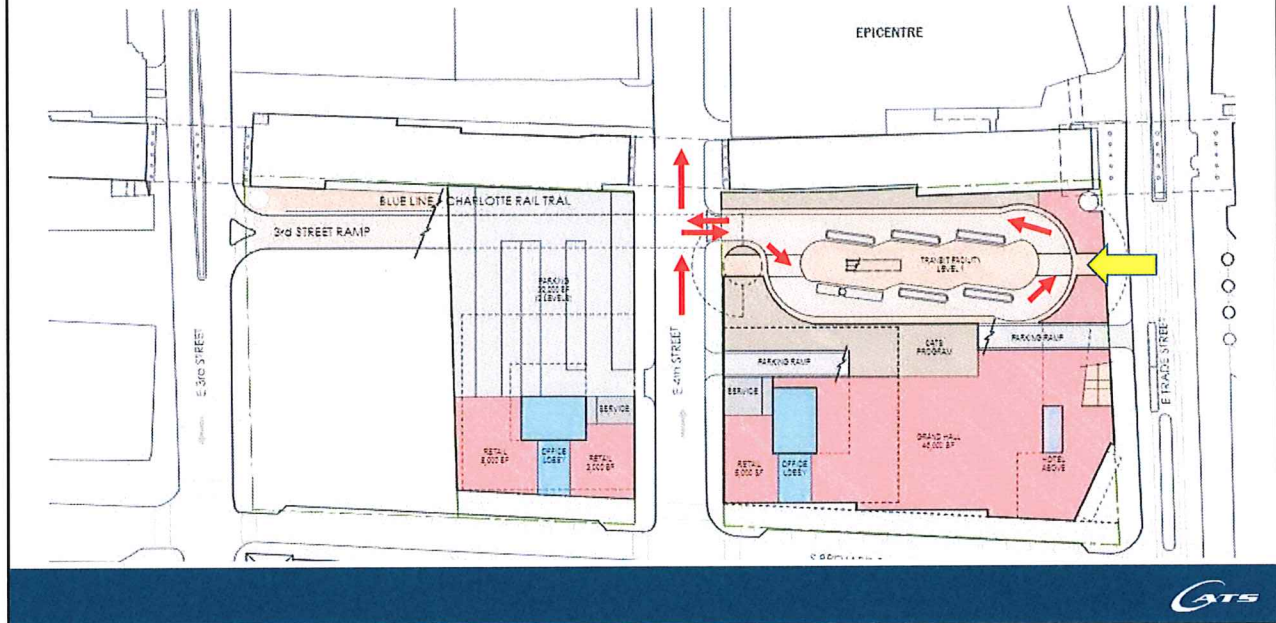 EPICENTRE
BLUE LINE / CHARLOTTE RAIL TRAIL
3rd STREET RAMP
TRANSIT FACILITY
LEVEL 1
PARKING
E 3rd STREET
E 4th STREET
E TRADE STREET
CATS
PROGRAM
PARKING RAMP
PARKING RAMP
SERVICE
SERVICE
RETAIL
OFFICE
LOBBY
RETAIL
RETAIL
OFFICE
LOBBY
GRAND HALL
HOTEL
ABOVE
CATS